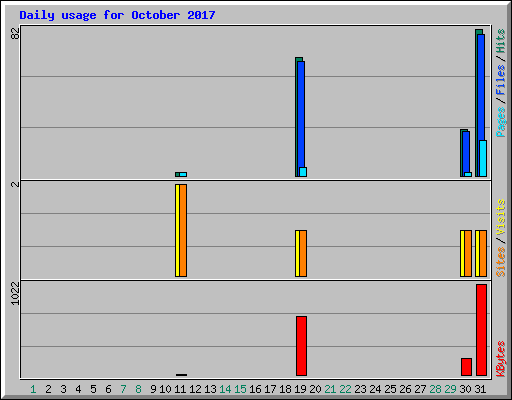 Daily usage for October 2017
82
Pages / Files / Hits
2
Sites / Visits
1022
KBytes
1 2 3 4 5 6 7 8 9 10 11 12 13 14 15 16 17 18 19 20 21 22 23 24 25 26 27 28 29 30 31